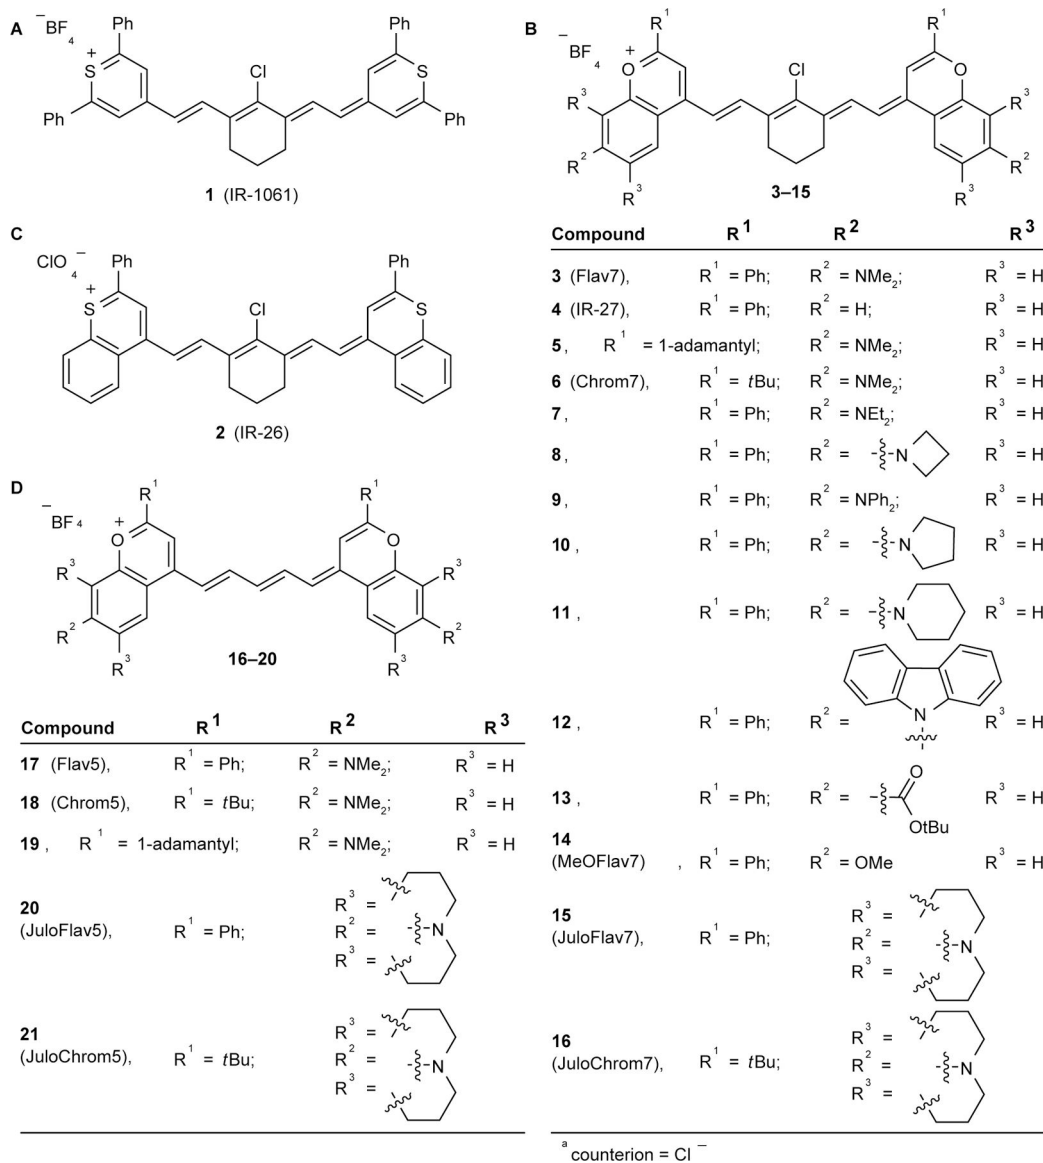 A
−BF4
Ph
Ph
S+
Cl
S
Ph
Ph
1 (IR-1061)
B
−BF4
R1
R1
O+
Cl
O
R3
R3
R2
R2
R3
R3
3–15
C
ClO4−
Ph
Ph
S+
Cl
S
2 (IR-26)
D
−BF4
R1
R1
O+
O
R3
R3
R2
R2
R3
R3
16–20
Compound R1 R2 R3
17 (Flav5), R1 = Ph; R2 = NMe2; R3 = H
18 (Chrom5), R1 = tBu; R2 = NMe2; R3 = H
19 , R1 = 1-adamantyl; R2 = NMe2; R3 = H
20
(JuloFlav5), R1 = Ph;
R3 =
R2 = N
R3 =
21
(JuloChrom5), R1 = tBu;
R3 =
R2 = N
R3 =
Compound R1 R2 R3
3 (Flav7), R1 = Ph; R2 = NMe2; R3 = H
4 (IR-27), R1 = Ph; R2 = H; R3 = H
5 , R1 = 1-adamantyl; R2 = NMe2; R3 = H
6 (Chrom7), R1 = tBu; R2 = NMe2; R3 = H
7 , R1 = Ph; R2 = NEt2; R3 = H
8 , R1 = Ph; R2 = N R3 = H
9 , R1 = Ph; R2 = NPh2; R3 = H
10 , R1 = Ph; R2 = N R3 = H
11 , R1 = Ph; R2 = N R3 = H
12 , R1 = Ph; R2 = N R3 = H
13 , R1 = Ph; R2 = O OtBu R3 = H
14
(MeOFlav7) , R1 = Ph; R2 = OMe R3 = H
15
(JuloFlav7), R1 = Ph;
R3 =
R2 = N
R3 =
16
(JuloChrom7), R1 = tBu;
R3 =
R2 = N
R3 =
a counterion = Cl−